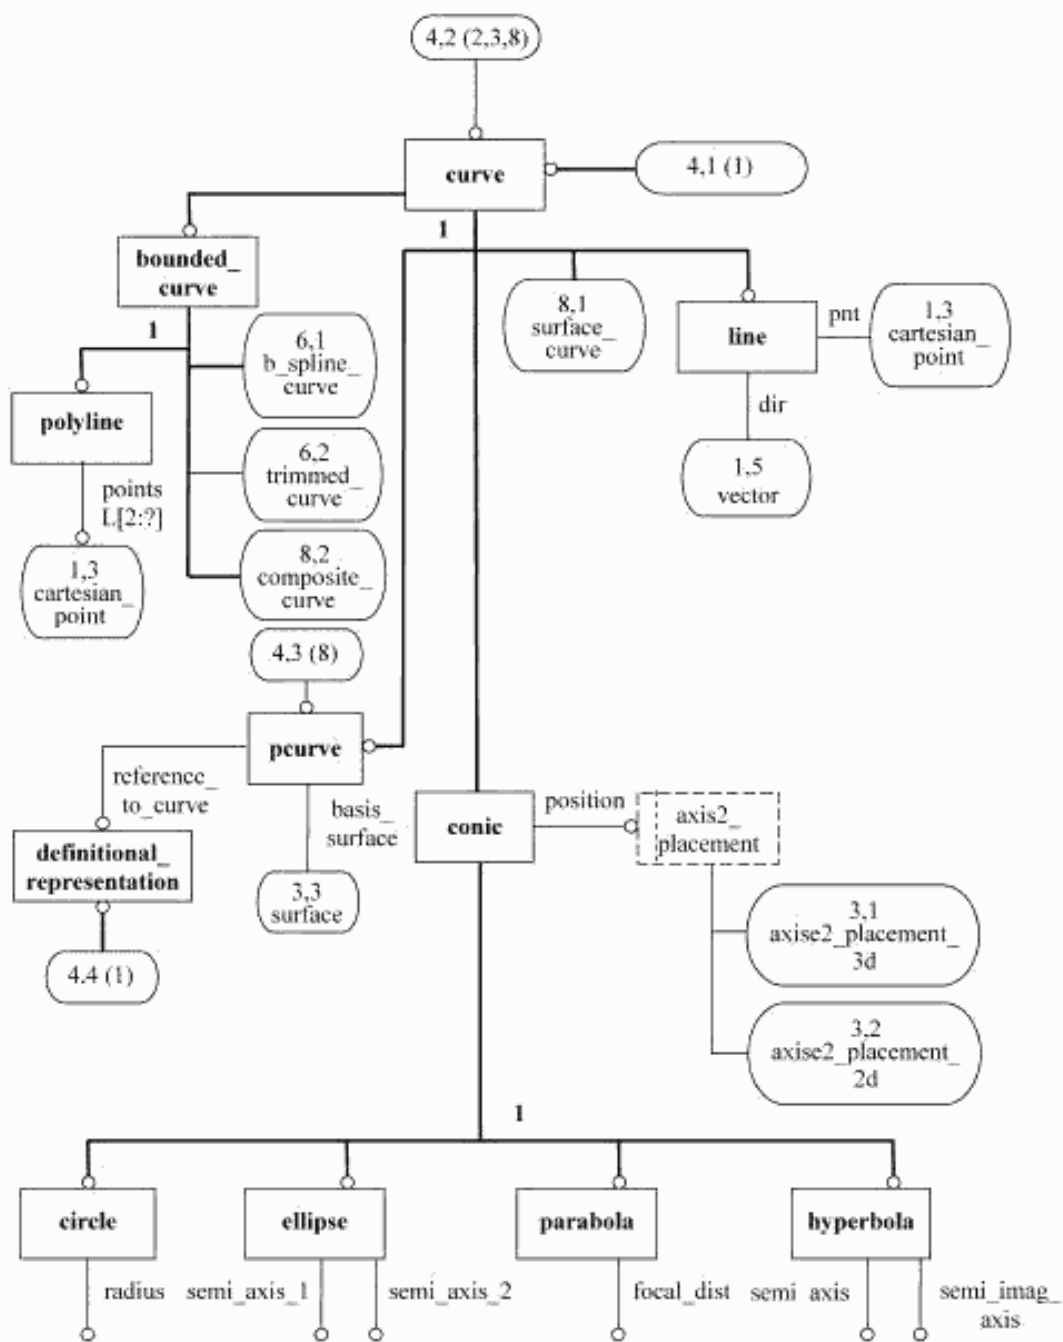 4,2 (2,3,8)
curve
4,1 (1)
1
bounded_
curve
8,1
surface_
curve
line
pnt
1,3
cartesian_
point
1
6,1
b_spline_
curve
dir
polyline
6,2
trimmed_
curve
1,5
vector
points
L[2:?]
8,2
composite_
curve
1,3
cartesian_
point
4,3 (8)
pcurve
reference_
to_curve
basis_
surface
conic
position
axis2_
placement
definitional_
representation
3,3
surface
3,1
axise2_placement_
3d
4,4 (1)
3,2
axise2_placement_
2d
1
circle
ellipse
parabola
hyperbola
radius
semi_axis_1
semi_axis_2
focal_dist
semi axis
semi_imag_
axis